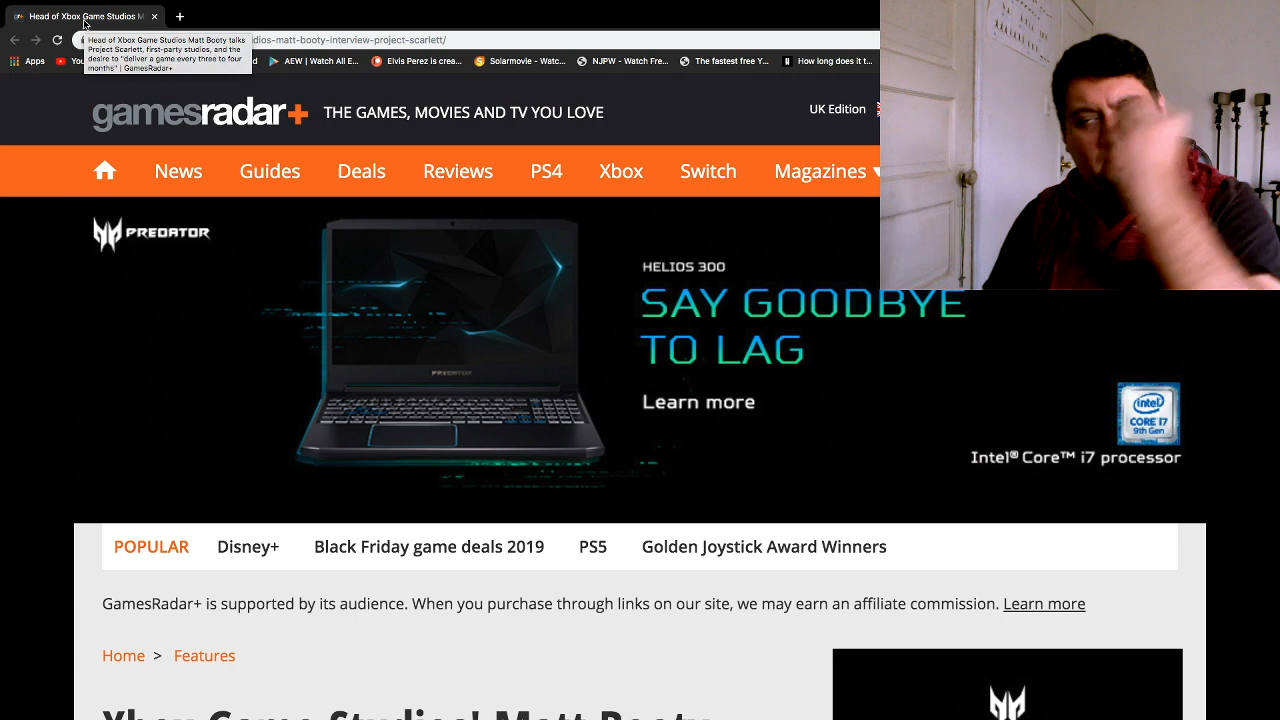 Head of Xbox Game Studios M
Head of Xbox Game Studios Matt Booty talks
Project Scarlett, first-party studios, and the
desire to "deliver a game every three to four
months" | GamesRadar+
dios-matt-booty-interview-project-scarlett/
Apps
You
AEW | Watch All E...
Elvis Perez is crea...
Solarmovie - Watc...
NJPW - Watch Fre...
The fastest free Y...
How long does it t...
gamesradar+ THE GAMES, MOVIES AND TV YOU LOVE
UK Edition
News Guides Deals Reviews PS4 Xbox Switch Magazines
PREDATOR
HELIOS 300
SAY GOODBYE
TO LAG
Learn more
PREDATOR
intel
CORE i7
9th Gen
Intel® Core™ i7 processor
POPULAR Disney+ Black Friday game deals 2019 PS5 Golden Joystick Award Winners
GamesRadar+ is supported by its audience. When you purchase through links on our site, we may earn an affiliate commission. Learn more
Home > Features
Xbox Game Studios' Matt Booty